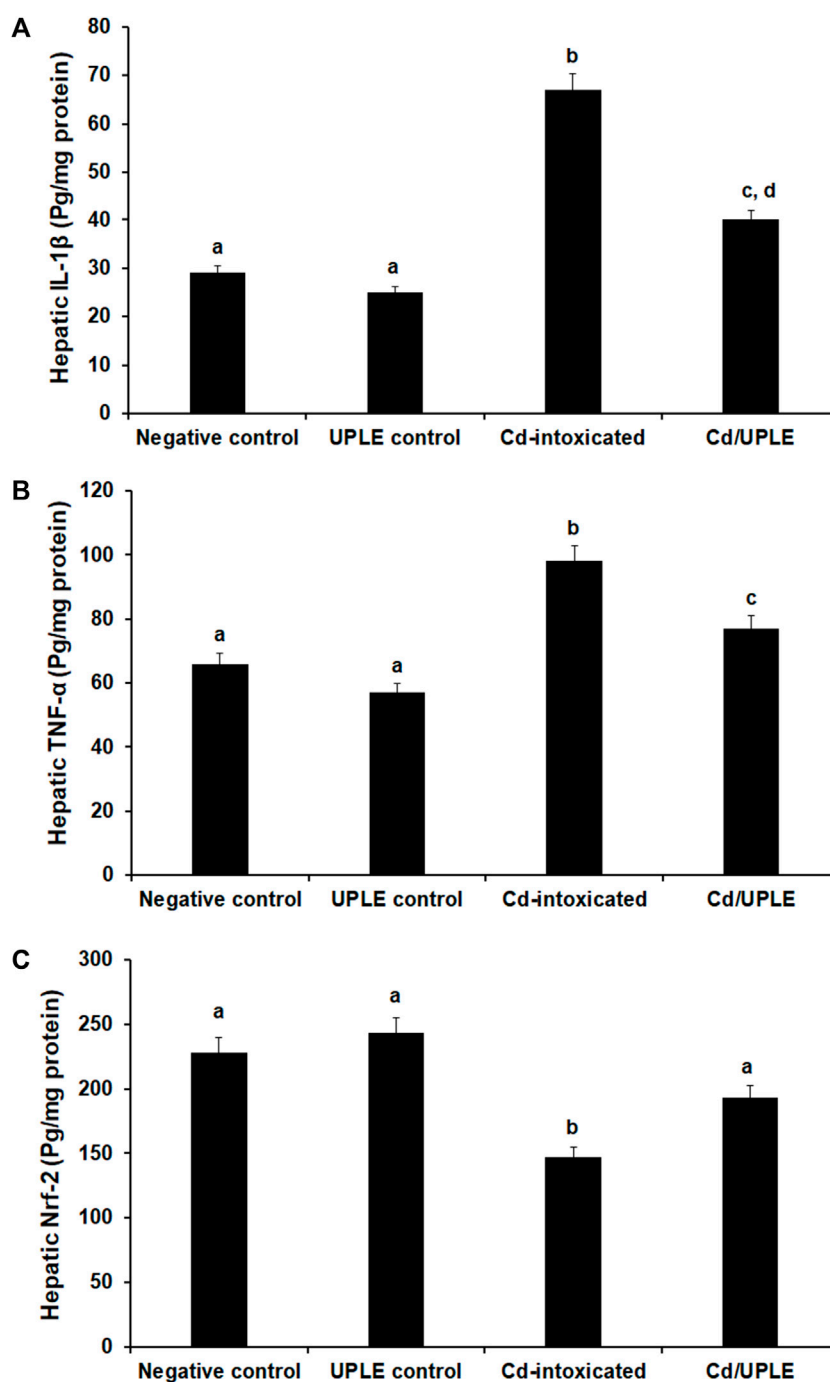 A
Hepatic IL-1β (Pg/mg protein)
80
70
60
50
40
30
20
10
0
a
a
b
c, d
Negative control
UPLE control
Cd-intoxicated
Cd/UPLE
B
Hepatic TNF-α (Pg/mg protein)
120
100
80
60
40
20
0
a
a
b
c
Negative control
UPLE control
Cd-intoxicated
Cd/UPLE
C
Hepatic Nrf-2 (Pg/mg protein)
300
250
200
150
100
50
0
a
a
b
a
Negative control
UPLE control
Cd-intoxicated
Cd/UPLE